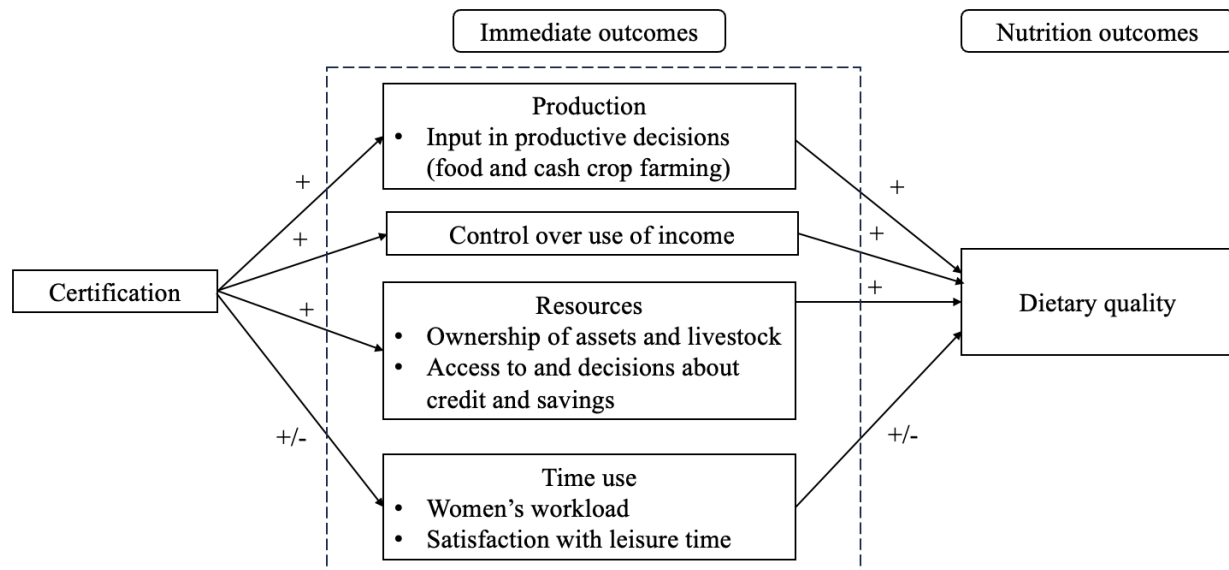 Immediate outcomes
Nutrition outcomes
Production
• Input in productive decisions
(food and cash crop farming)
+
+
+
+
Control over use of income
+
Certification
+
Resources
• Ownership of assets and livestock
• Access to and decisions about
credit and savings
Dietary quality
+/-
+/-
Time use
• Women's workload
• Satisfaction with leisure time